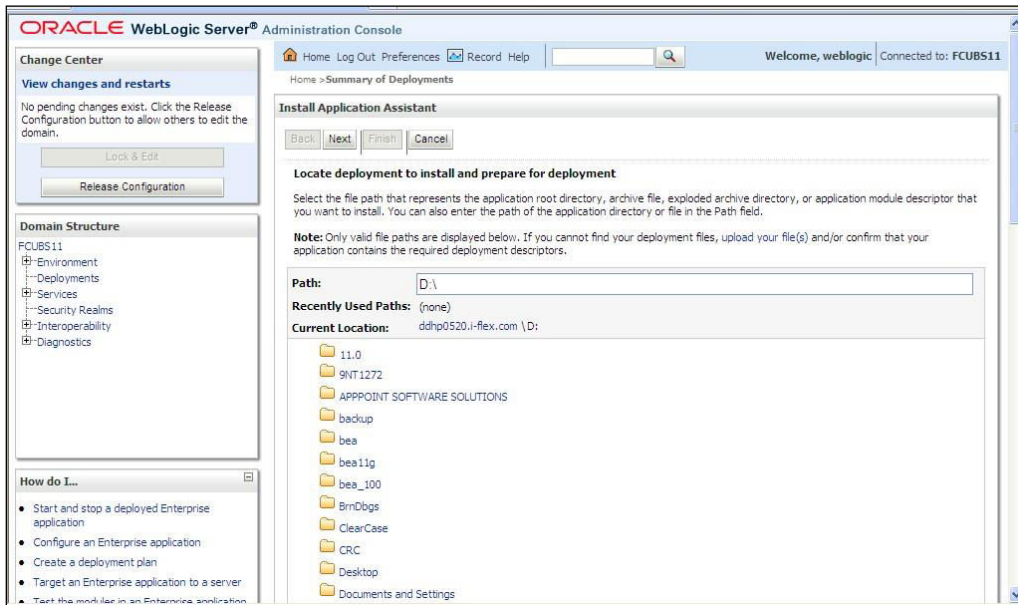 ORACLE WebLogic Server® Administration Console
Change Center
View changes and restarts
No pending changes exist. Click the Release
Configuration button to allow others to edit the
domain.
Lock & Edit
Release Configuration
Domain Structure
FCUBS11
Environment
Deployments
Services
Security Realms
Interoperability
Diagnostics
How do I...
Start and stop a deployed Enterprise
application
Configure an Enterprise application
Create a deployment plan
Target an Enterprise application to a server
Test the modules in an Enterprise application
Home Log Out Preferences Record Help
Welcome, weblogic Connected to: FCUBS11
Home >Summary of Deployments
Install Application Assistant
Back Next Finish Cancel
Locate deployment to install and prepare for deployment
Select the file path that represents the application root directory, archive file, exploded archive directory, or application module descriptor that
you want to install. You can also enter the path of the application directory or file in the Path field.
Note: Only valid file paths are displayed below. If you cannot find your deployment files, upload your file(s) and/or confirm that your
application contains the required deployment descriptors.
Path: D:\
Recently Used Paths: (none)
Current Location: ddhp0520.i-flex.com \D:
11.0
9NT1272
APPPOINT SOFTWARE SOLUTIONS
backup
bea
bea11g
bea_100
BrnDbgs
ClearCase
CRC
Desktop
Documents and Settings